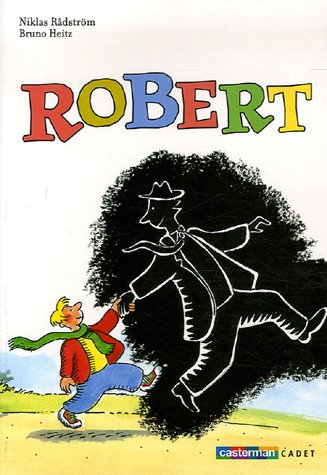 Niklas Rådström
Bruno Heitz
ROBERT
casterman CADET